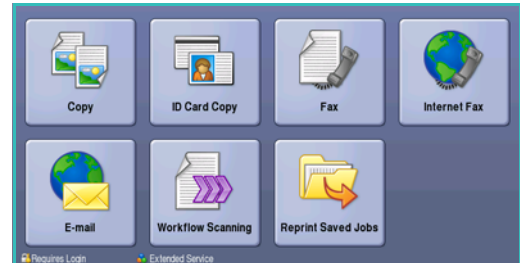 Copy
ID Card Copy
Fax
Internet Fax
E-mail
Workflow Scanning
Reprint Saved Jobs
Requires Login
Extended Service